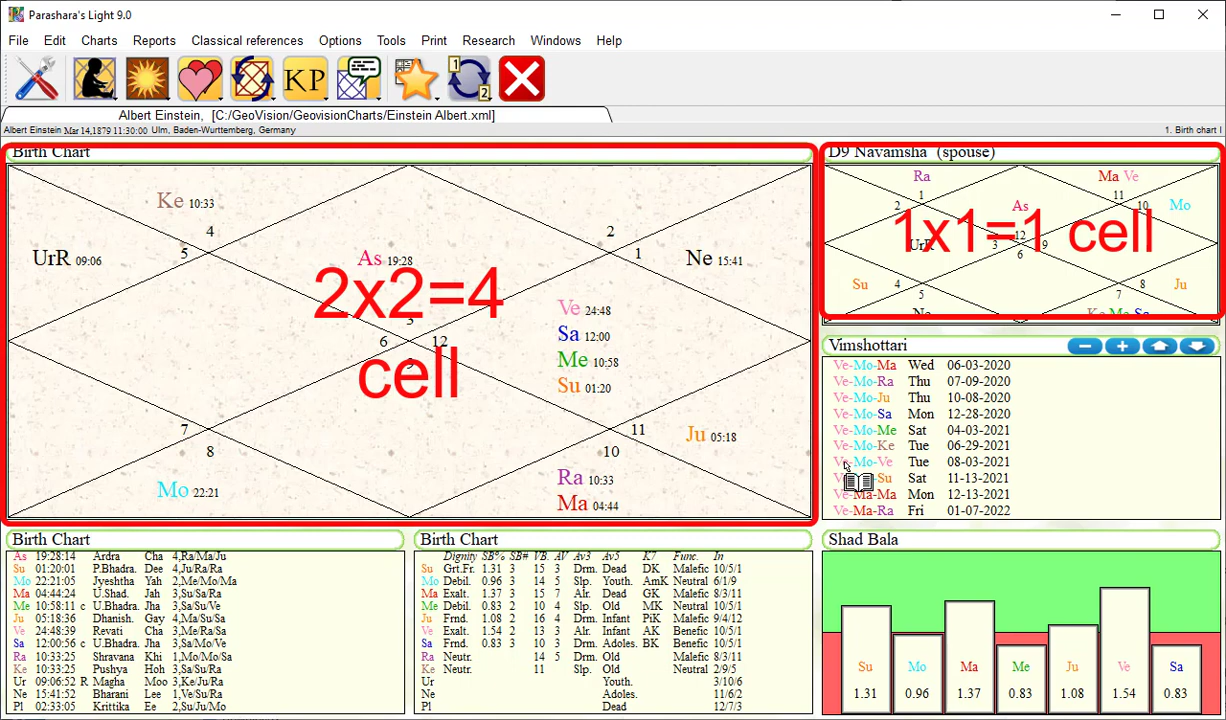 Parashara's Light 9.0
File Edit Charts Reports Classical references Options Tools Print Research Windows Help
KP
1
2
Albert Einstein, [C:/GeoVision/GeovisionCharts/Einstein Albert.xml]
Albert Einstein Mar 14,1879 11:30:00 Ulm, Baden-Wurttemberg, Germany
1. Birth chart I
Birth Chart
Ke 10:33
4
5
UrR 09:06
As 19:28
2
1
Ne 15:41
Ve 24:48
Sa 12:00
Me 10:58
Su 01:20
3
6
12
9
7
8
Mo 22:21
11
10
Ju 05:18
Ra 10:33
Ma 04:44
2x2=4
cell
D9 Navamsha (spouse)
Ra
Ma Ve
1
11
2
As
10
Mo
UrR
12
3
9
6
Su
4
8
Ju
5
7
Ne
Ke Me Sa
1x1=1 cell
Vimshottari
Ve-Mo-Ma Wed 06-03-2020
Ve-Mo-Ra Thu 07-09-2020
Ve-Mo-Ju Thu 10-08-2020
Ve-Mo-Sa Mon 12-28-2020
Ve-Mo-Me Sat 04-03-2021
Ve-Mo-Ke Tue 06-29-2021
Ve-Mo-Ve Tue 08-03-2021
Su Sat 11-13-2021
Ve-Ma-Ma Mon 12-13-2021
Ve-Ma-Ra Fri 01-07-2022
Birth Chart
As 19:28:14 Ardra Cha 4,Ra/Ma/Ju
Su 01:20:01 P.Bhadra. Dee 4,Ju/Ra/Ra
Mo 22:21:05 Jyeshtha Yah 2,Me/Mo/Ma
Ma 04:44:24 U.Shad. Jah 3,Su/Sa/Ra
Me 10:58:11 c U.Bhadra. Jha 3,Sa/Su/Ve
Ju 05:18:36 Dhanish. Gay 4,Ma/Su/Sa
Ve 24:48:39 Revati Cha 3,Me/Ra/Sa
Sa 12:00:56 c U.Bhadra. Jha 3,Sa/Mo/Ve
Ra 10:33:25 Shravana Khi 1,Mo/Mo/Sa
Ke 10:33:25 Pushya Hoh 3,Sa/Su/Ra
Ur 09:06:52 R Magha Moo 3,Ke/Ju/Ra
Ne 15:41:52 Bharani Lee 1,Ve/Su/Ra
Pl 02:33:05 Krittika Ee 2,Su/Ju/Mo
Birth Chart
Dignity SB% SB# VB. AV Av3 Av5 K7 Func. In
Su Grt.Fr. 1.31 3 15 3 Drm. Dead DK Malefic 10/5/1
Mo Debil. 0.96 3 14 5 Slp. Youth. AmK Neutral 6/1/9
Ma Exalt. 1.37 3 15 7 Alr. Dead GK Malefic 8/3/11
Me Debil. 0.83 2 10 4 Slp. Old MK Neutral 10/5/1
Ju Frnd. 1.08 2 16 4 Drm. Infant PiK Malefic 9/4/12
Ve Exalt. 1.54 2 13 3 Alr. Infant AK Benefic 10/5/1
Sa Frnd. 0.83 3 10 3 Drm. Adoles. BK Benefic 10/5/1
Ra Neutr. 14 5 Drm. Old Malefic 8/3/11
Ke Neutr. 11 Slp. Old Neutral 2/9/5
Ur Youth. 3/10/6
Ne Adoles. 11/6/2
Pl Dead 12/7/3
Shad Bala
Su Mo Ma Me Ju Ve Sa
1.31 0.96 1.37 0.83 1.08 1.54 0.83